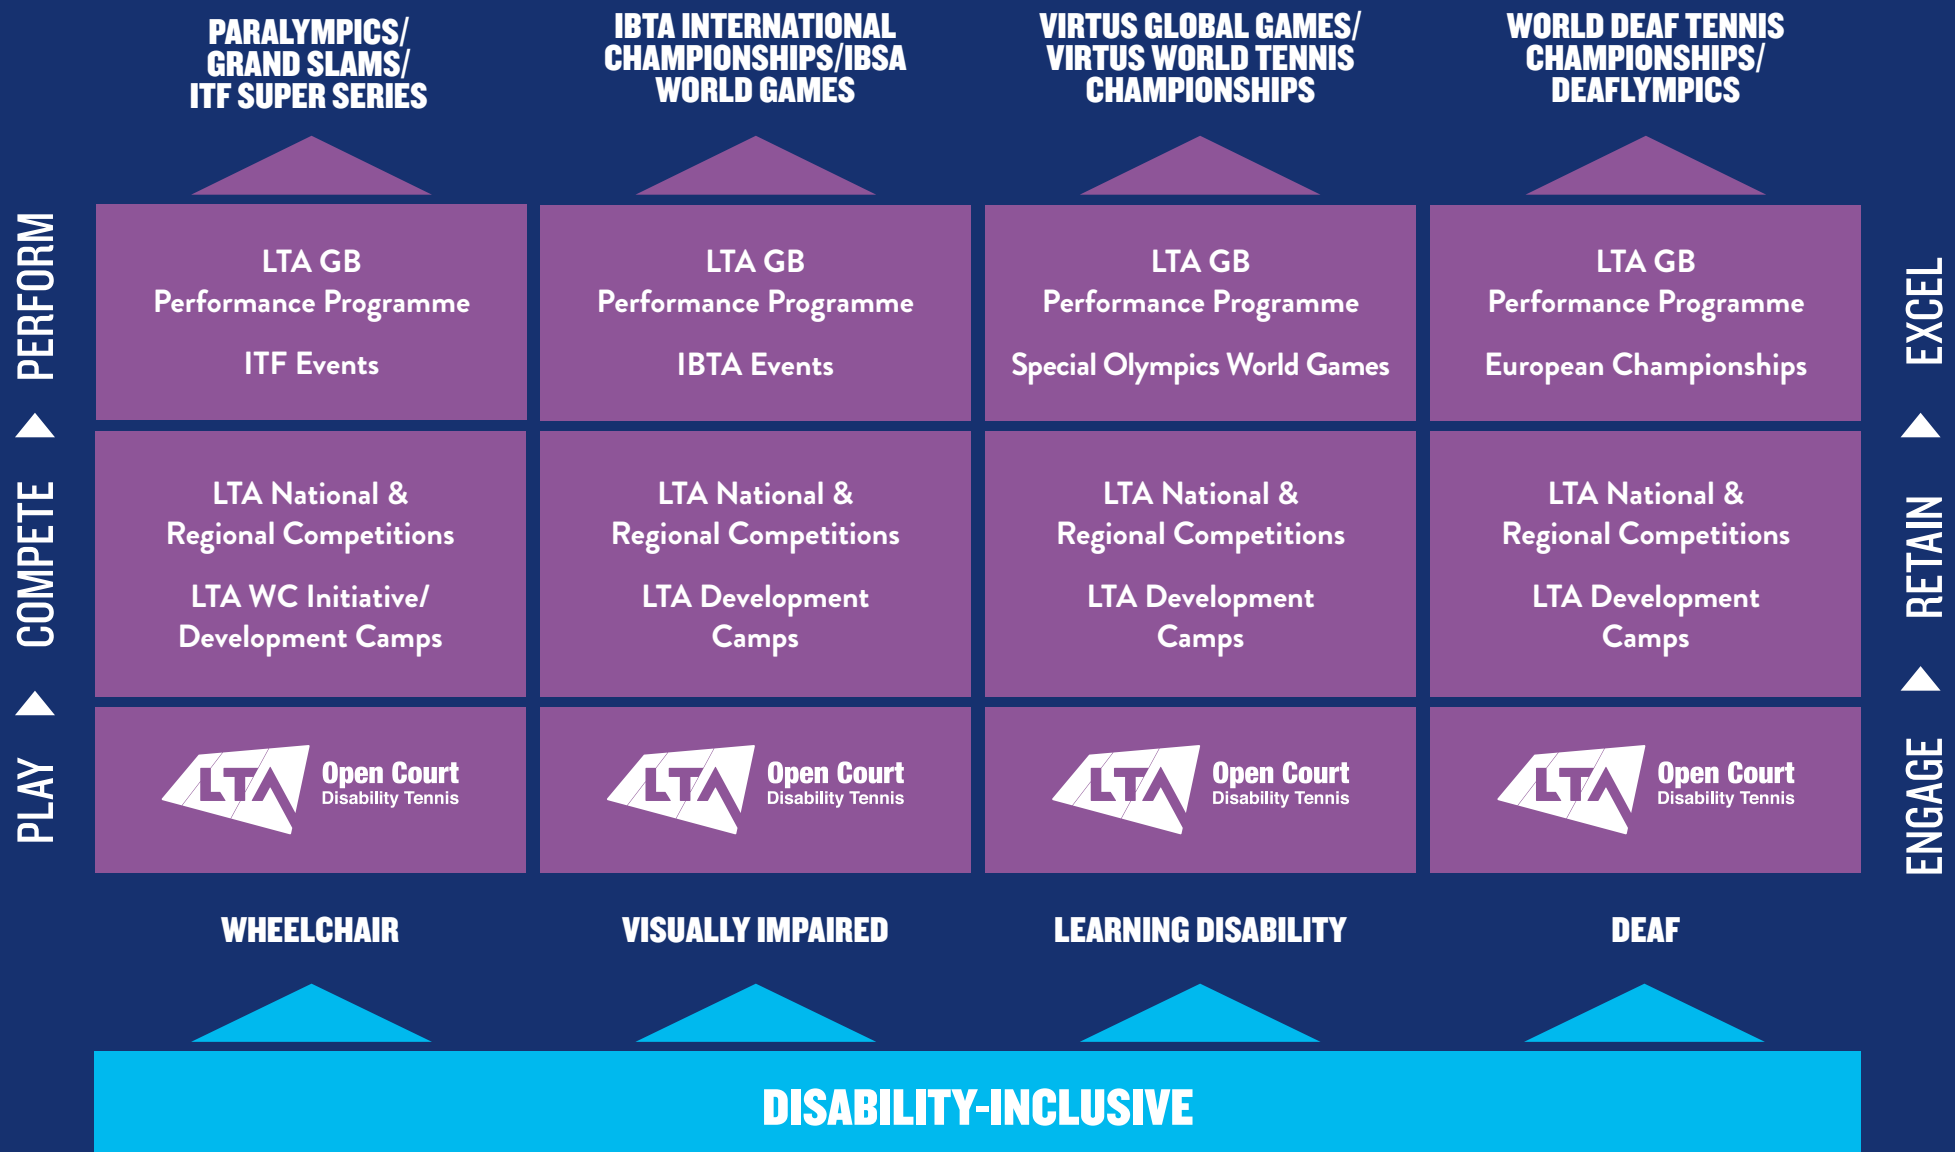 PARALYMPICS/
GRAND SLAMS/
ITF SUPER SERIES
IBTA INTERNATIONAL
CHAMPIONSHIPS/IBSA
WORLD GAMES
VIRTUS GLOBAL GAMES/
VIRTUS WORLD TENNIS
CHAMPIONSHIPS
WORLD DEAF TENNIS
CHAMPIONSHIPS/
DEAFLYMPICS
PERFORM
LTA GB
Performance Programme
ITF Events
LTA GB
Performance Programme
IBTA Events
LTA GB
Performance Programme
Special Olympics World Games
LTA GB
Performance Programme
European Championships
EXCEL
COMPETE
LTA National &
Regional Competitions
LTA WC Initiative/
Development Camps
LTA National &
Regional Competitions
LTA Development
Camps
LTA National &
Regional Competitions
LTA Development
Camps
LTA National &
Regional Competitions
LTA Development
Camps
RETAIN
PLAY
LTA
Open Court
Disability Tennis
LTA
Open Court
Disability Tennis
LTA
Open Court
Disability Tennis
LTA
Open Court
Disability Tennis
ENGAGE
WHEELCHAIR
VISUALLY IMPAIRED
LEARNING DISABILITY
DEAF
DISABILITY-INCLUSIVE